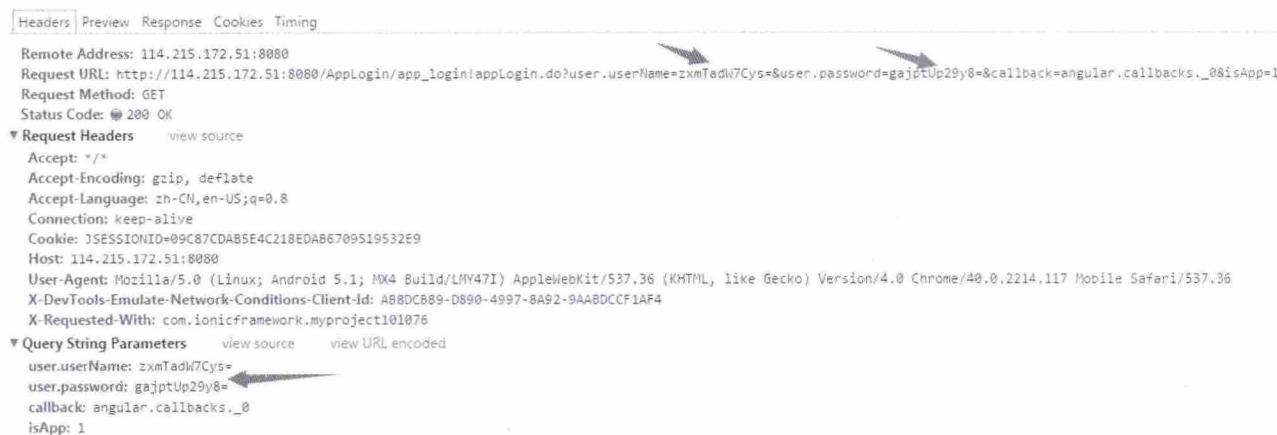 Headers Preview Response Cookies Timing
Remote Address: 114.215.172.51:8080
Request URL: http://114.215.172.51:8080/AppLogin/app_login!appLogin.do?user.userName=zxmTadW7Cys=&user.password=gajptUp29y8=&callback=angular.callbacks._0&isApp=1
Request Method: GET
Status Code: 200 OK
Request Headers view source
Accept: */*
Accept-Encoding: gzip, deflate
Accept-Language: zh-CN,en-US;q=0.8
Connection: keep-alive
Cookie: JSESSIONID=09C87CDAB5E4C218EDAB6709519532E9
Host: 114.215.172.51:8080
User-Agent: Mozilla/5.0 (Linux; Android 5.1; MX4 Build/LMY47I) AppleWebKit/537.36 (KHTML, like Gecko) Version/4.0 Chrome/40.0.2214.117 Mobile Safari/537.36
X-DevTools-Emulate-Network-Conditions-Client-Id: AB8DCB89-D890-4997-8A92-9AABDCCF1AF4
X-Requested-With: com.ionicframework.myproject101076
Query String Parameters view source view URL encoded
user.userName: zxmTadW7Cys=
user.password: gajptUp29y8=
callback: angular.callbacks._0
isApp: 1